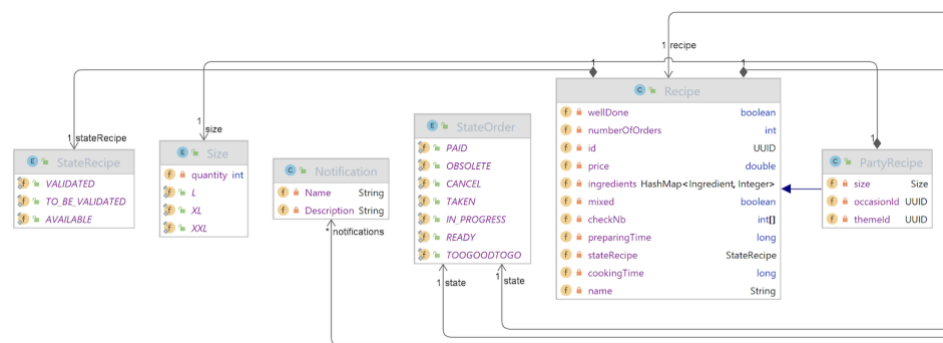 1 recipe
1
1
1 stateRecipe
StateRecipe
VALIDATED
TO_BE_VALIDATED
AVAILABLE
1
size
Size
quantity int
L
XL
XXL
Notification
Name String
Description String
* notifications
StateOrder
PAID
OBSOLETE
CANCEL
TAKEN
IN_PROGRESS
READY
TOOGOODTOGO
1 state
1 state
Recipe
wellDone boolean
numberOfOrders int
id UUID
price double
ingredients HashMap<Ingredient, Integer>
mixed boolean
checkNb int[]
preparingTime long
stateRecipe StateRecipe
cookingTime long
name String
1
PartyRecipe
size Size
occasionId UUID
themeId UUID